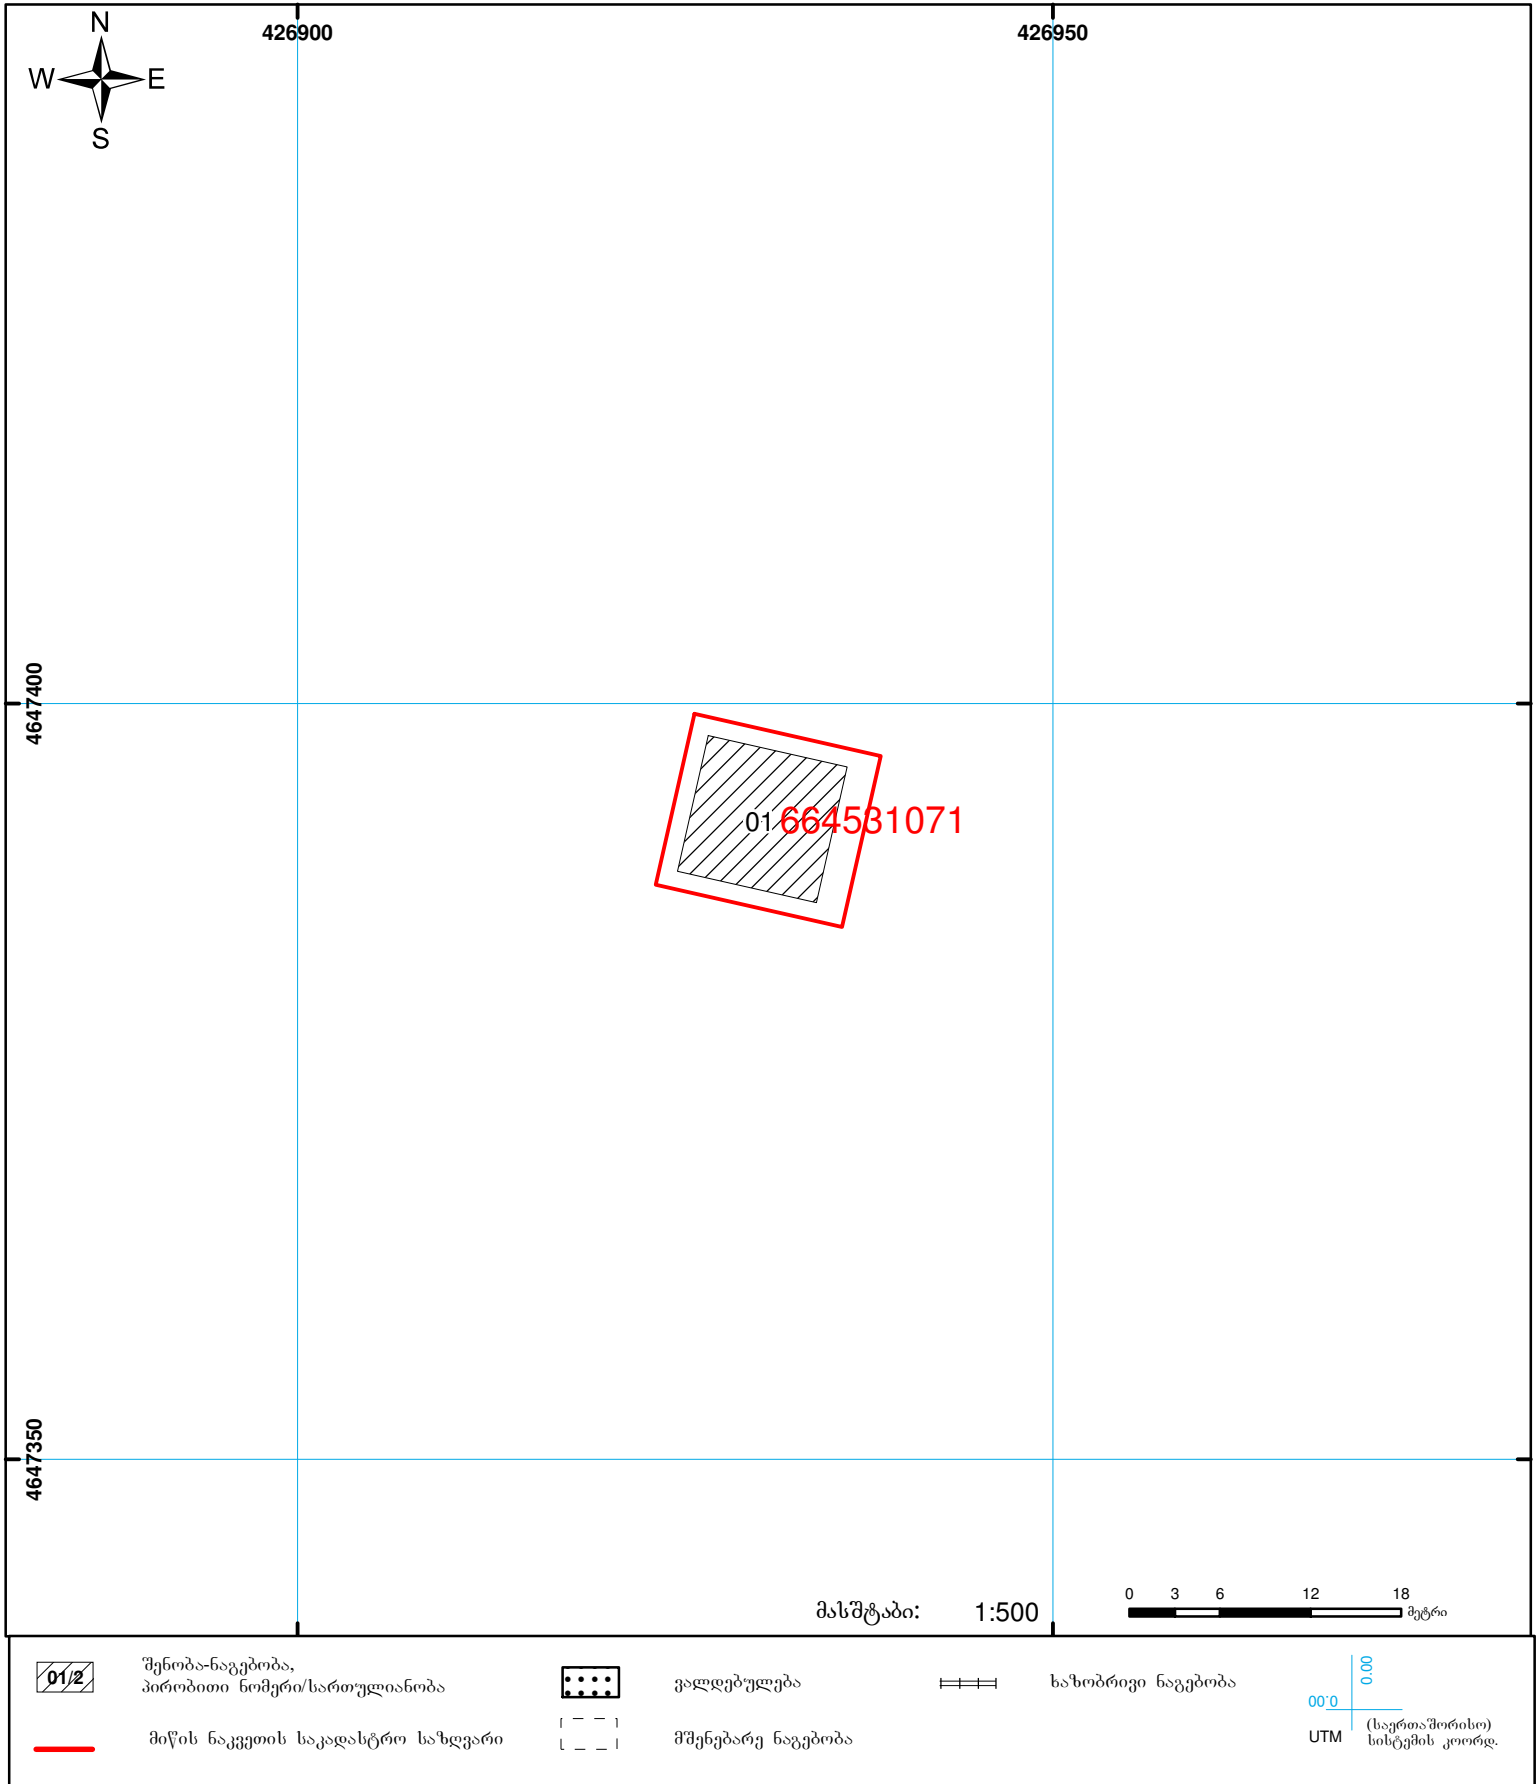 N
W E
S
426900
426950
4647400
01
664531071
4647350
მასშტაბი: 1:500
0 3 6 12 18
მეტრი
01/2
შენობა-ნაგებობა,
პირობითი ნომერი/სართულიანობა
ვალდებულება
ხაზობრივი ნაგებობა
0.00
0.00
UTM
(საერთაშორისო)
სისტემის კოორდ.
მიწის ნაკვეთის საკადასტრო საზღვარი
მშენებარე ნაგებობა